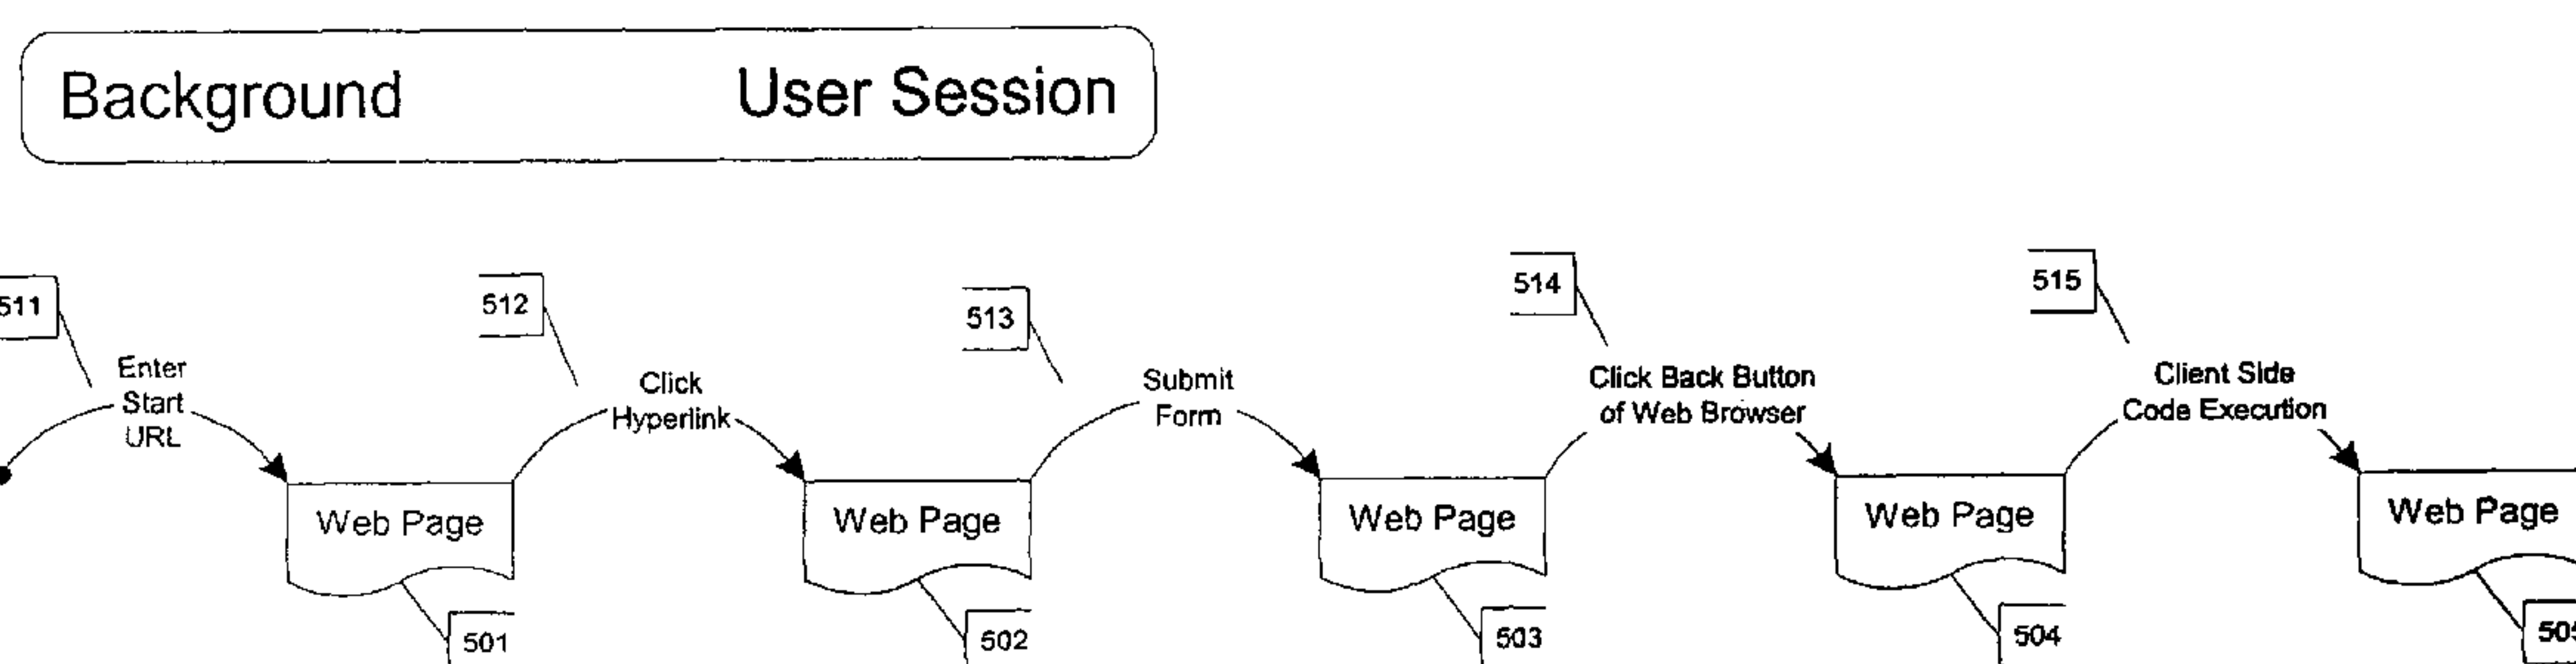 Background User Session
511 512 513 514 515
Enter
Start
URL
Click
Hyperlink
Submit
Form
Click Back Button
of Web Browser
Client Side
Code Execution
Web Page Web Page Web Page Web Page Web Page
501 502 503 504